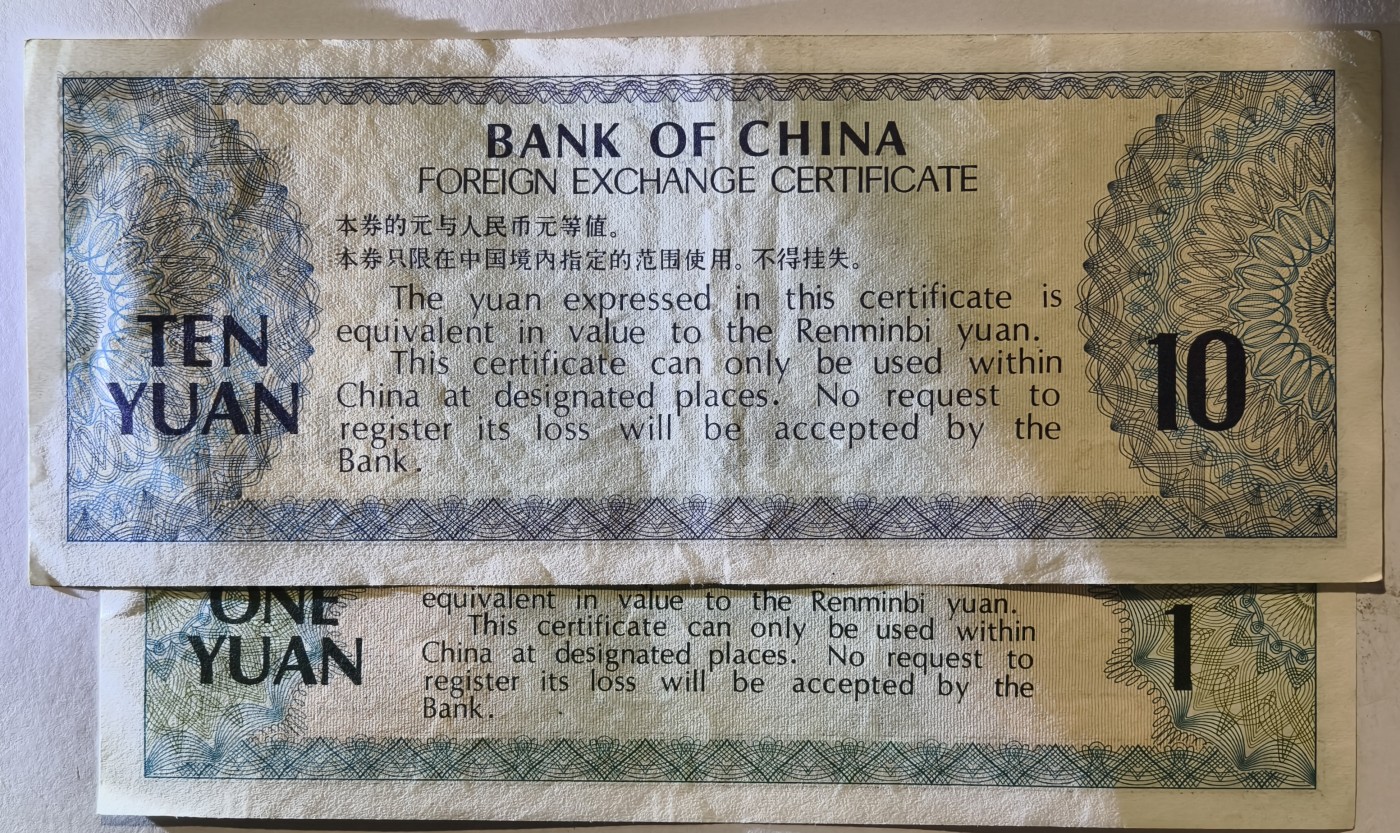 BANK OF CHINA
FOREIGN EXCHANGE CERTIFICATE
本券的元与人民币元等值。
本券只限在中国境内指定的范围使用。不得挂失。
The yuan expressed in this certificate is
equivalent in value to the Renminbi yuan.
This certificate can only be used within
China at designated places. No request to
register its loss will be accepted by the
Bank.
TEN
YUAN
10
ONE
YUAN
equivalent in value to the Renminbi yuan.
This certificate can only be used within
China at designated places. No request to
register its loss will be accepted by the
Bank.
1